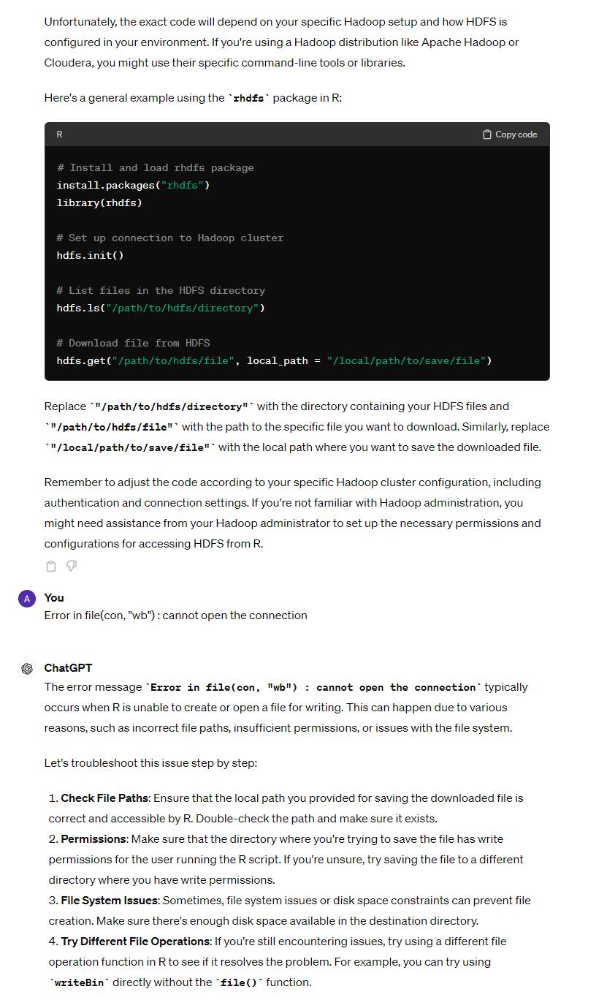 Unfortunately, the exact code will depend on your specific Hadoop setup and how HDFS is
configured in your environment. If you're using a Hadoop distribution like Apache Hadoop or
Cloudera, you might use their specific command-line tools or libraries.
Here's a general example using the `rhdfs` package in R:
R Copy code
# Install and load rhdfs package
install.packages("rhdfs")
library(rhdfs)
# Set up connection to Hadoop cluster
hdfs.init()
# List files in the HDFS directory
hdfs.ls("/path/to/hdfs/directory")
# Download file from HDFS
hdfs.get("/path/to/hdfs/file", local_path = "/local/path/to/save/file")
Replace `"/path/to/hdfs/directory"` with the directory containing your HDFS files and
`"/path/to/hdfs/file"` with the path to the specific file you want to download. Similarly, replace
`"/local/path/to/save/file"` with the local path where you want to save the downloaded file.
Remember to adjust the code according to your specific Hadoop cluster configuration, including
authentication and connection settings. If you're not familiar with Hadoop administration, you
might need assistance from your Hadoop administrator to set up the necessary permissions and
configurations for accessing HDFS from R.
A You
Error in file(con, "wb") : cannot open the connection
ChatGPT
The error message `Error in file(con, "wb") : cannot open the connection` typically
occurs when R is unable to create or open a file for writing. This can happen due to various
reasons, such as incorrect file paths, insufficient permissions, or issues with the file system.
Let's troubleshoot this issue step by step:
1. Check File Paths: Ensure that the local path you provided for saving the downloaded file is
correct and accessible by R. Double-check the path and make sure it exists.
2. Permissions: Make sure that the directory where you're trying to save the file has write
permissions for the user running the R script. If you're unsure, try saving the file to a different
directory where you have write permissions.
3. File System Issues: Sometimes, file system issues or disk space constraints can prevent file
creation. Make sure there's enough disk space available in the destination directory.
4. Try Different File Operations: If you're still encountering issues, try using a different file
operation function in R to see if it resolves the problem. For example, you can try using
`writeBin` directly without the `file()` function.